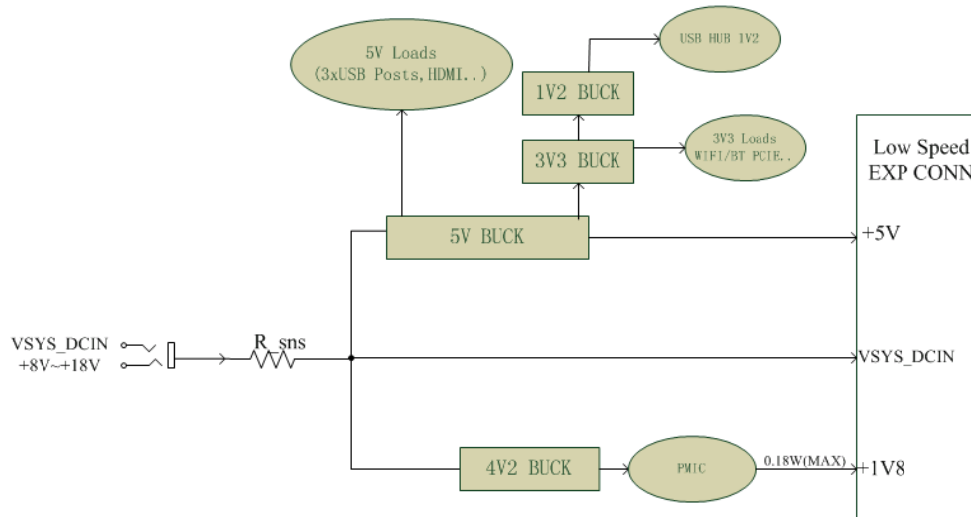 5V Loads
(3xUSB Posts,HDMI..)
USB HUB 1V2
1V2 BUCK
3V3 BUCK
3V3 Loads
WIFI/BT PCIE..
Low Speed
EXP CONN
5V BUCK
+5V
VSYS_DCIN
+8V~+18V
R_sns
VSYS_DCIN
4V2 BUCK
PMIC
0.18W(MAX)
+1V8